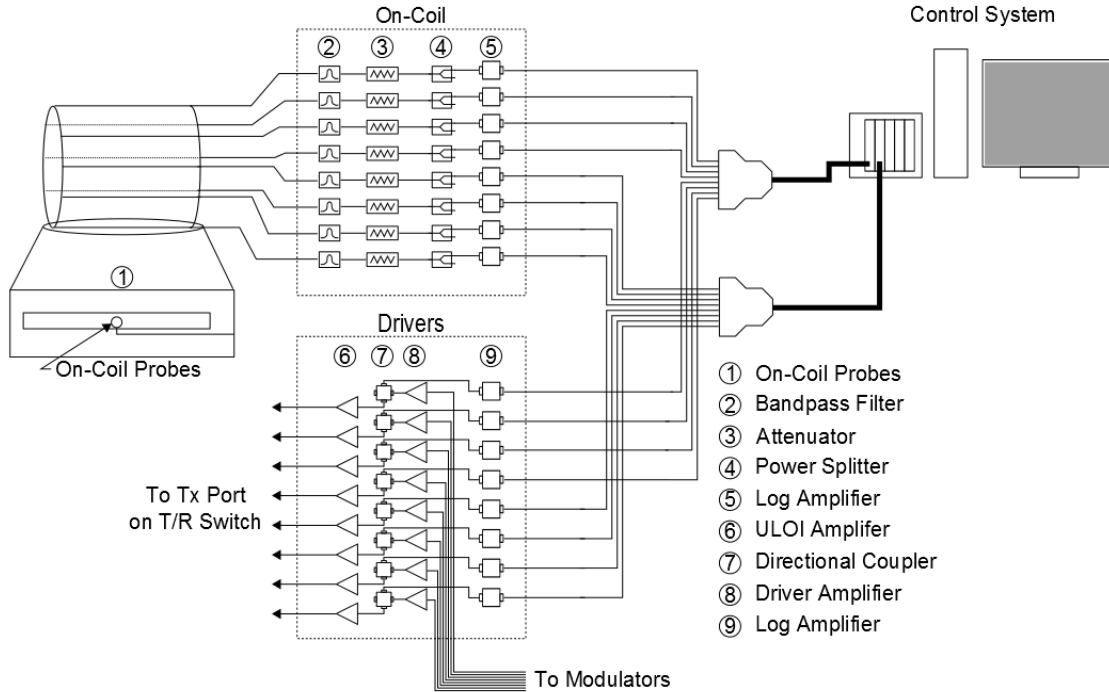 On-Coil
Control System
② ③ ④ ⑤
①
On-Coil Probes
Drivers
⑥ ⑦ ⑧ ⑨
To Tx Port
on T/R Switch
① On-Coil Probes
② Bandpass Filter
③ Attenuator
④ Power Splitter
⑤ Log Amplifier
⑥ ULOI Amplifer
⑦ Directional Coupler
⑧ Driver Amplifier
⑨ Log Amplifier
To Modulators